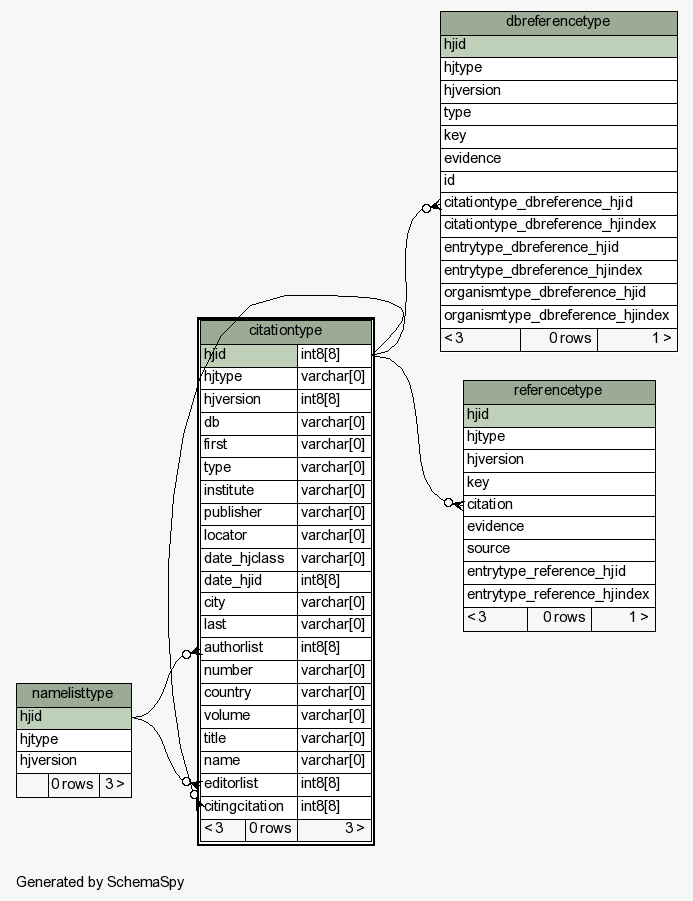 dbreferencetype
hjid
hjtype
hjversion
type
key
evidence
id
citationtype_dbreference_hjid
citationtype_dbreference_hjindex
entrytype_dbreference_hjid
entrytype_dbreference_hjindex
organismtype_dbreference_hjid
organismtype_dbreference_hjindex
< 3 0 rows 1 >
citationtype
hjid int8[8]
hjtype varchar[0]
hjversion int8[8]
db varchar[0]
first varchar[0]
type varchar[0]
institute varchar[0]
publisher varchar[0]
locator varchar[0]
date_hjclass varchar[0]
date_hjid int8[8]
city varchar[0]
last varchar[0]
authorlist int8[8]
number varchar[0]
country varchar[0]
volume varchar[0]
title varchar[0]
name varchar[0]
editorlist int8[8]
citingcitation int8[8]
< 3 0 rows 3 >
referencetype
hjid
hjtype
hjversion
key
citation
evidence
source
entrytype_reference_hjid
entrytype_reference_hjindex
< 3 0 rows 1 >
namelisttype
hjid
hjtype
hjversion
0 rows 3 >
Generated by SchemaSpy